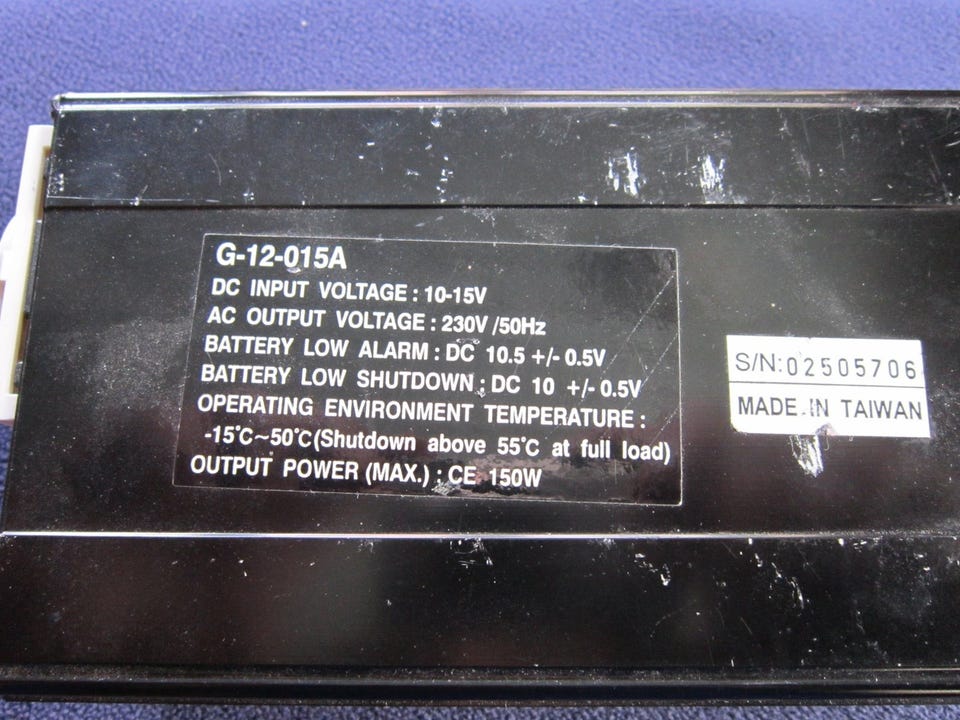 G-12-015A
DC INPUT VOLTAGE : 10-15V
AC OUTPUT VOLTAGE : 230V /50Hz
BATTERY LOW ALARM : DC 10.5 +/- 0.5V
BATTERY LOW SHUTDOWN : DC 10 +/- 0.5V
OPERATING ENVIRONMENT TEMPERATURE :
-15°C~50°C(Shutdown above 55°C at full load)
OUTPUT POWER (MAX.) : CE 150W
S/N:02505706
MADE IN TAIWAN